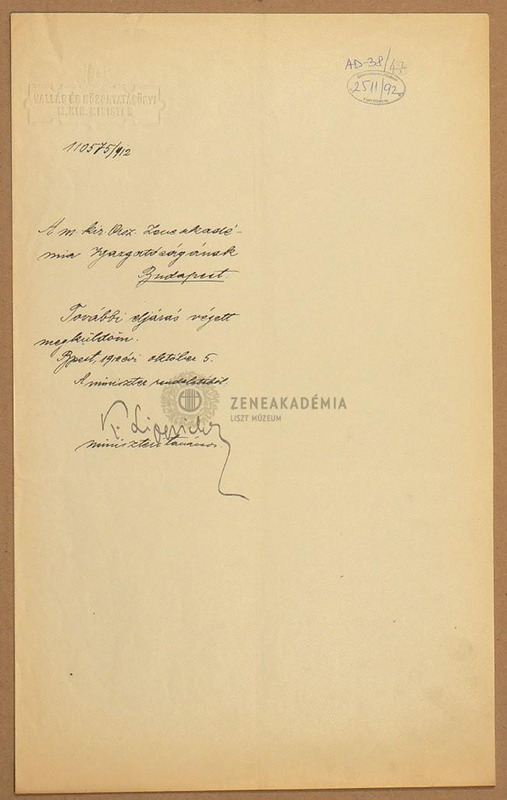 AD-38/47
2511/92
VALLÁS ÉS KÖZOKTATÁSÜGYI
M. KIR. MINISTER
110575/912
A m. kir. Orsz. Zeneakadé-
mia Igazgatóságának
Budapest
További eljárás végett
megküldöm.
Bpest, október 5.
A miniszter rendeletéből
ZENEAKADÉMIA
LISZT MÚZEUM
K. Lippich
miniszteri tanácsos.